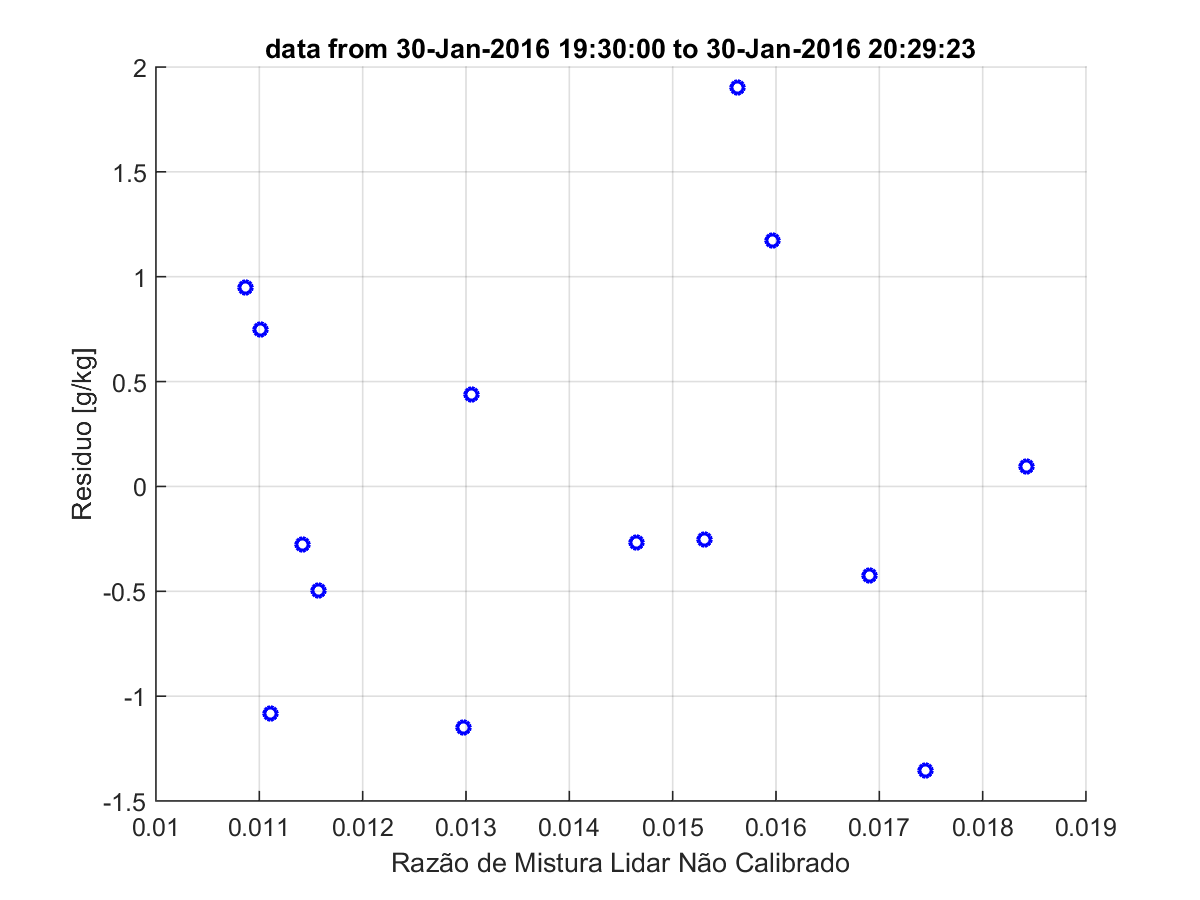 data from 30-Jan-2016 19:30:00 to 30-Jan-2016 20:29:23
2
1.5
1
0.5
0
-0.5
-1
-1.5
Residuo [g/kg]
0.01 0.011 0.012 0.013 0.014 0.015 0.016 0.017 0.018 0.019
Razão de Mistura Lidar Não Calibrado